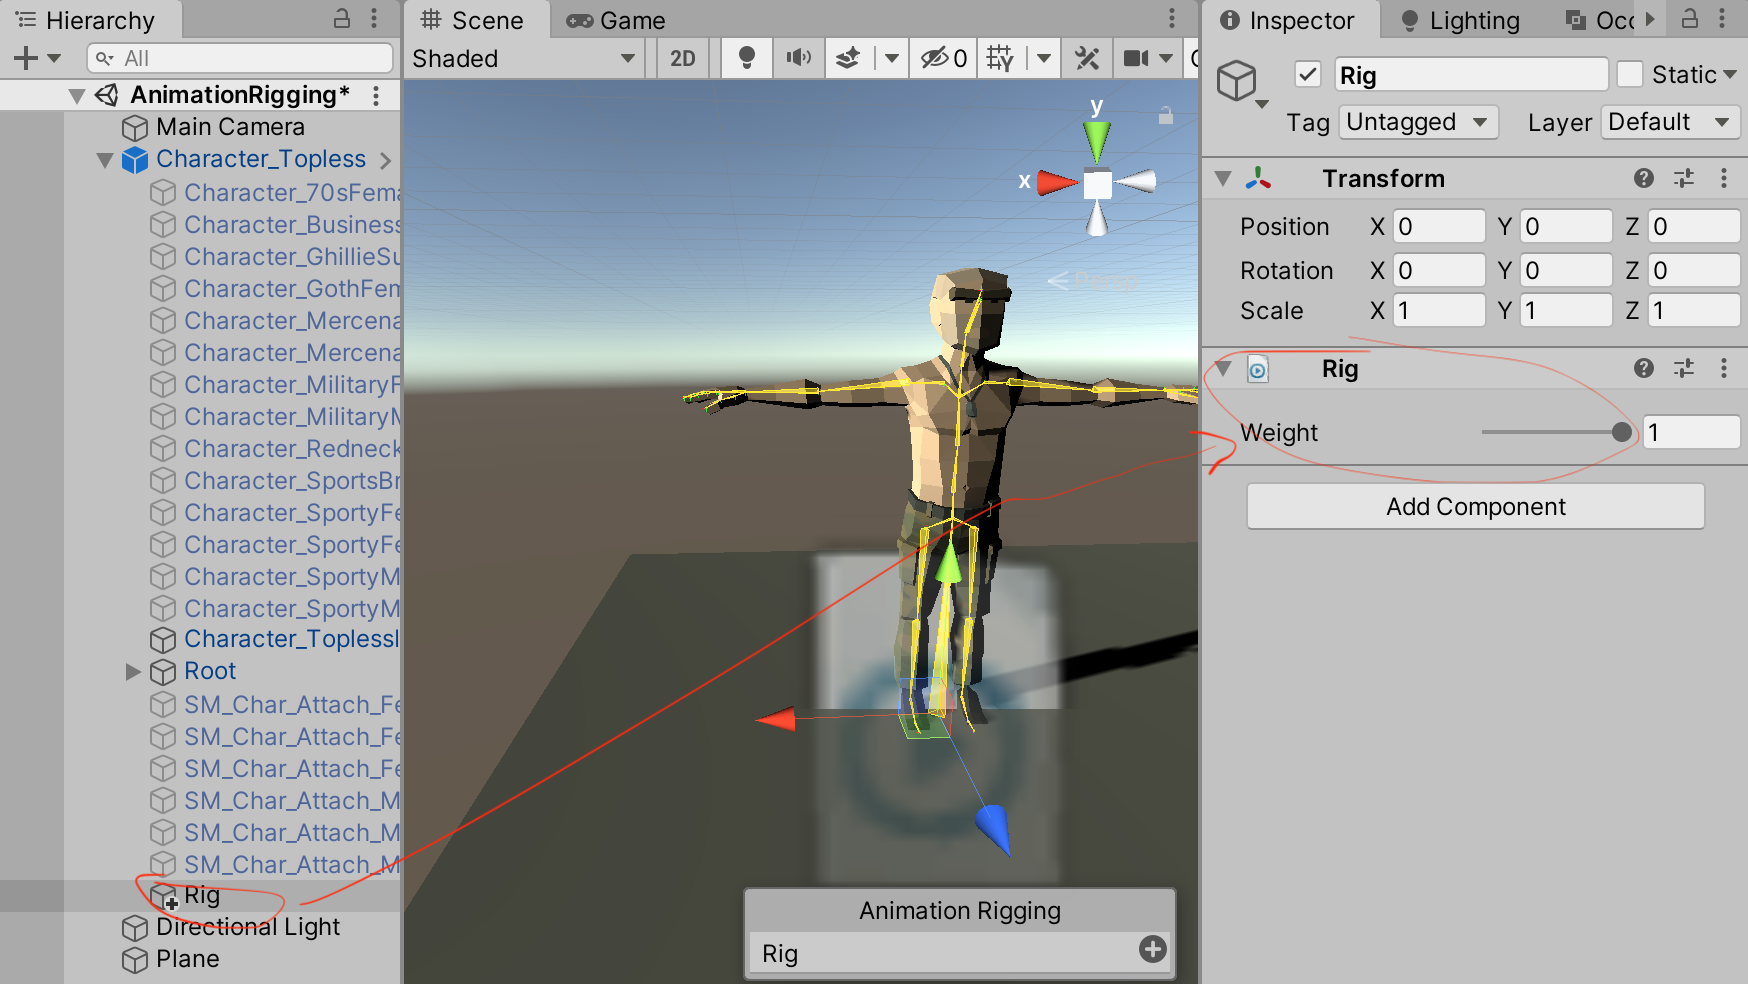 Hierarchy
All
AnimationRigging*
Main Camera
Character_Topless
Character_70sFema
Character_Business
Character_GhillieSu
Character_GothFem
Character_Mercena
Character_Mercena
Character_MilitaryF
Character_MilitaryM
Character_Redneck
Character_SportsBr
Character_SportyFe
Character_SportyFe
Character_SportyM
Character_SportyM
Character_ToplessI
Root
SM_Char_Attach_Fe
SM_Char_Attach_Fe
SM_Char_Attach_Fe
SM_Char_Attach_M
SM_Char_Attach_M
SM_Char_Attach_M
Rig
Directional Light
Plane
Scene Game
Shaded 2D 0
y
x
Persp
Animation Rigging
Rig
Inspector Lighting Occ
Rig Static
Tag Untagged Layer Default
Transform
Position X 0 Y 0 Z 0
Rotation X 0 Y 0 Z 0
Scale X 1 Y 1 Z 1
Rig
Weight 1
Add Component